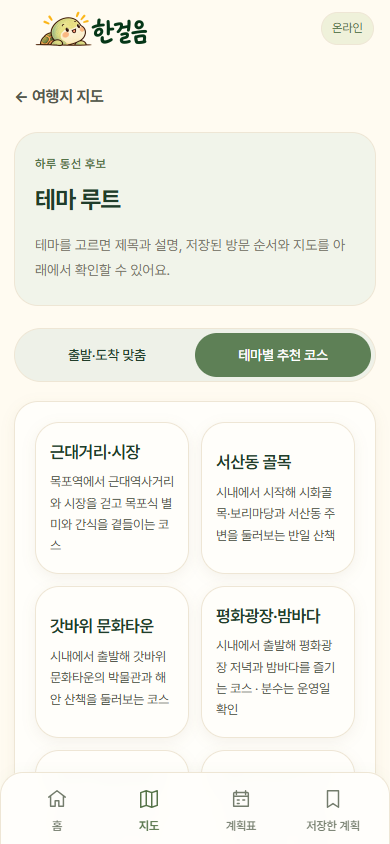 한걸음
온라인
← 여행지 지도
하루 동선 후보
테마 루트
테마를 고르면 제목과 설명, 저장된 방문 순서와 지도를 아
래에서 확인할 수 있어요.
출발·도착 맞춤
테마별 추천 코스
근대거리·시장
목포역에서 근대역사거리
와 시장을 걷고 목포식 별
미와 간식을 곁들이는 코
스
서산동 골목
시내에서 시작해 시화골
목·보리마당과 서산동 주
변을 둘러보는 반일 산책
갓바위 문화타운
시내에서 출발해 갓바위
문화타운의 박물관과 해
안 산책을 둘러보는 코스
평화광장·밤바다
시내에서 출발해 평화광
장 저녁과 밤바다를 즐기
는 코스 · 분수는 운영일
확인
홈
지도
계획표
저장한 계획